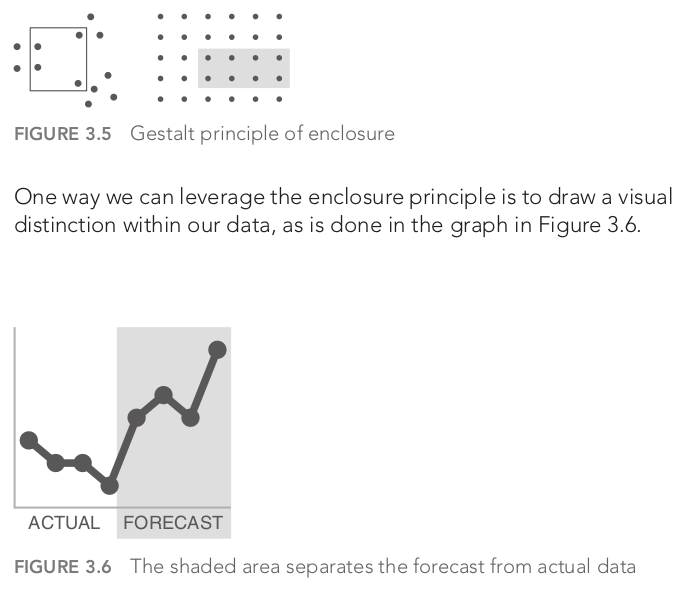 FIGURE 3.5 Gestalt principle of enclosure
One way we can leverage the enclosure principle is to draw a visual
distinction within our data, as is done in the graph in Figure 3.6.
ACTUAL FORECAST
FIGURE 3.6 The shaded area separates the forecast from actual data